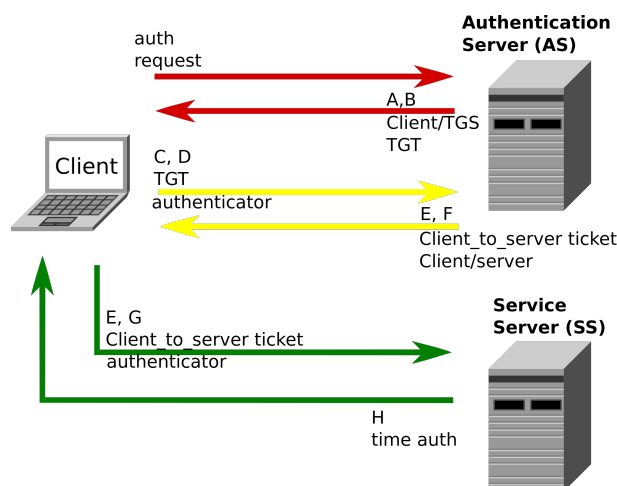 auth
request
Authentication
Server (AS)
A,B
Client/TGS
TGT
Client
C, D
TGT
authenticator
E, F
Client_to_server ticket
Client/server
Service
Server (SS)
E, G
Client_to_server ticket
authenticator
H
time auth